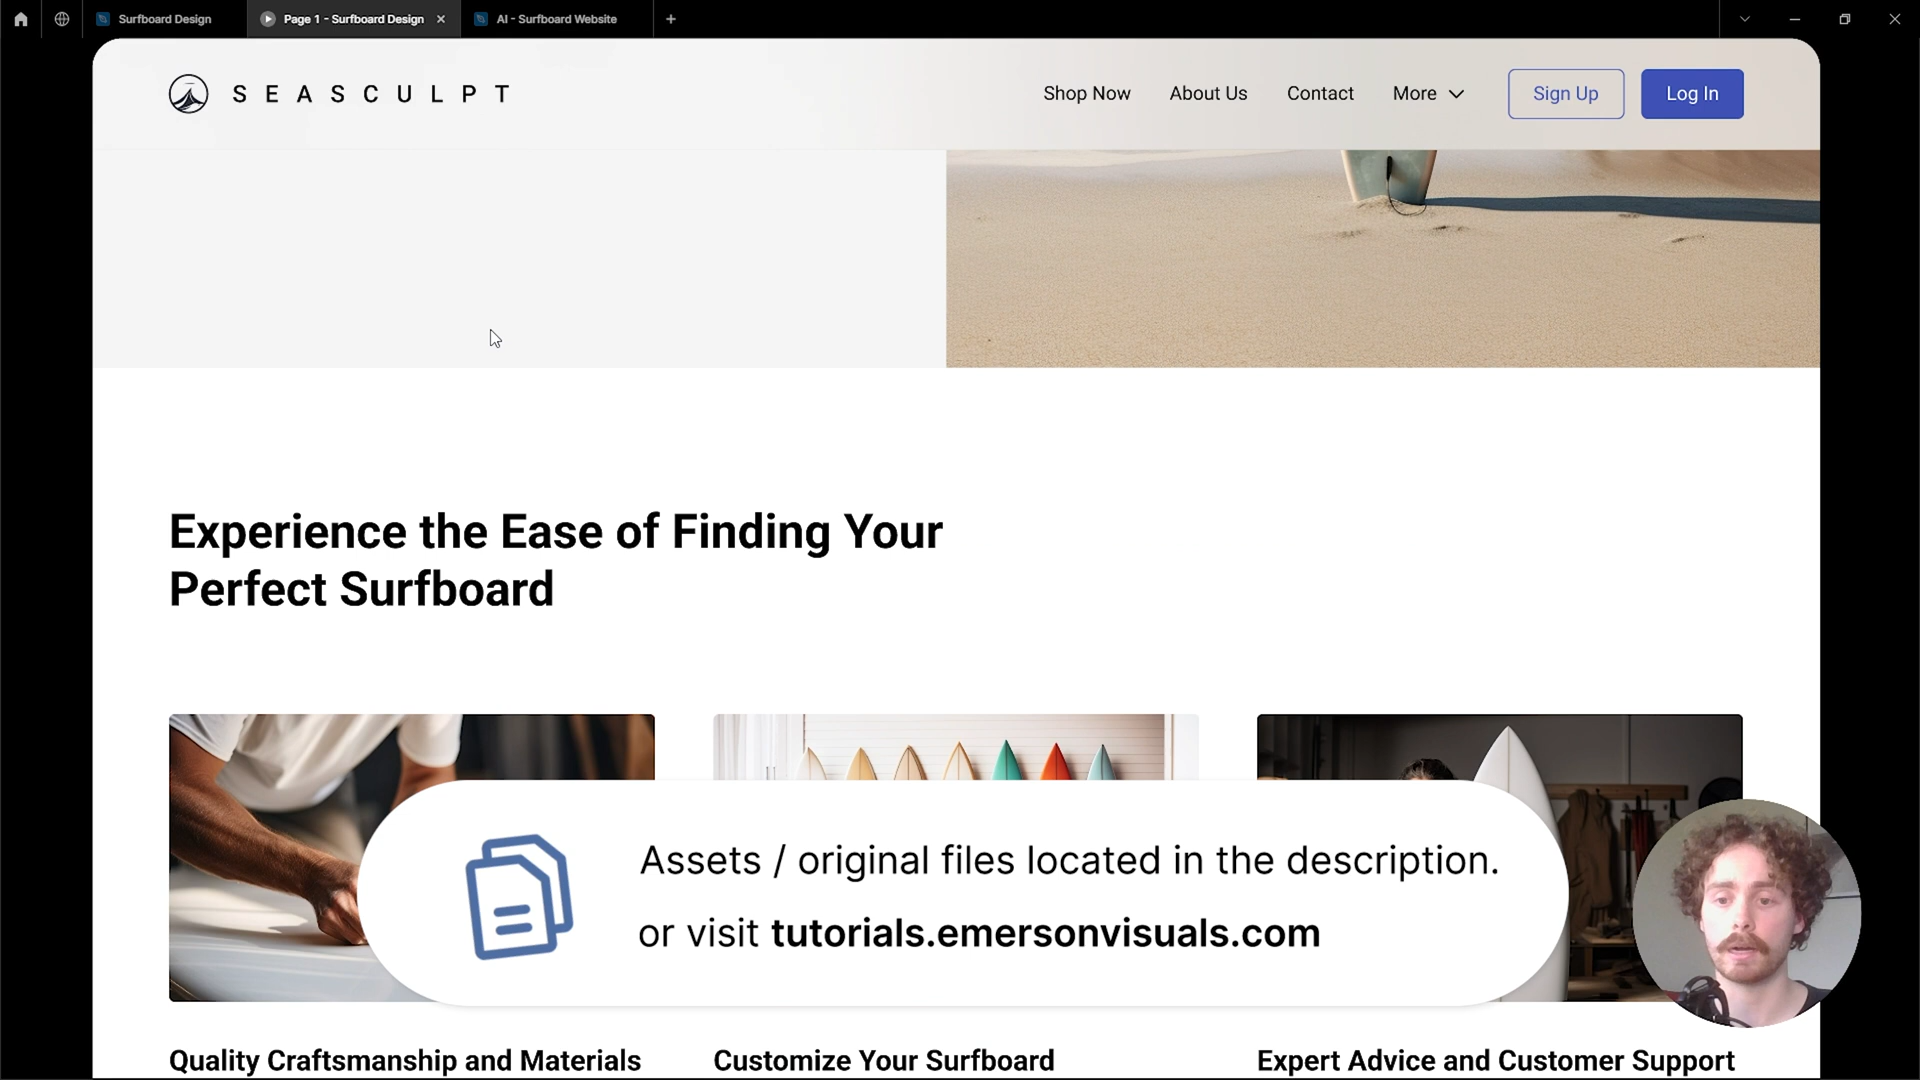 Surfboard Design
Page 1 - Surfboard Design
AI - Surfboard Website
SEASCULPT
Shop Now
About Us
Contact
More
Sign Up
Log In
Experience the Ease of Finding Your
Perfect Surfboard
Assets / original files located in the description.
or visit tutorials.emersonvisuals.com
Quality Craftsmanship and Materials
Customize Your Surfboard
Expert Advice and Customer Support